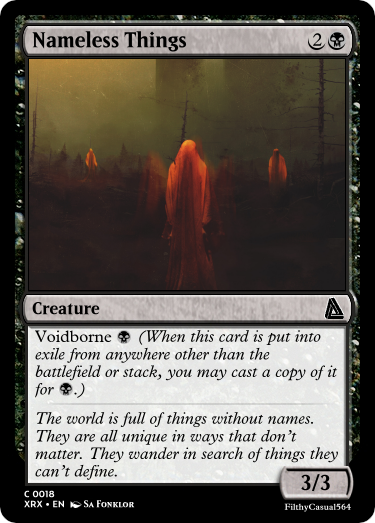 Nameless Things
2
Creature
Voidborne (When this card is put into
exile from anywhere other than the
battlefield or stack, you may cast a copy of it
for .)
The world is full of things without names.
They are all unique in ways that don't
matter. They wander in search of things they
can't define.
3/3
C 0018
XRX • EN Sa Fonklor
FilthyCasual564